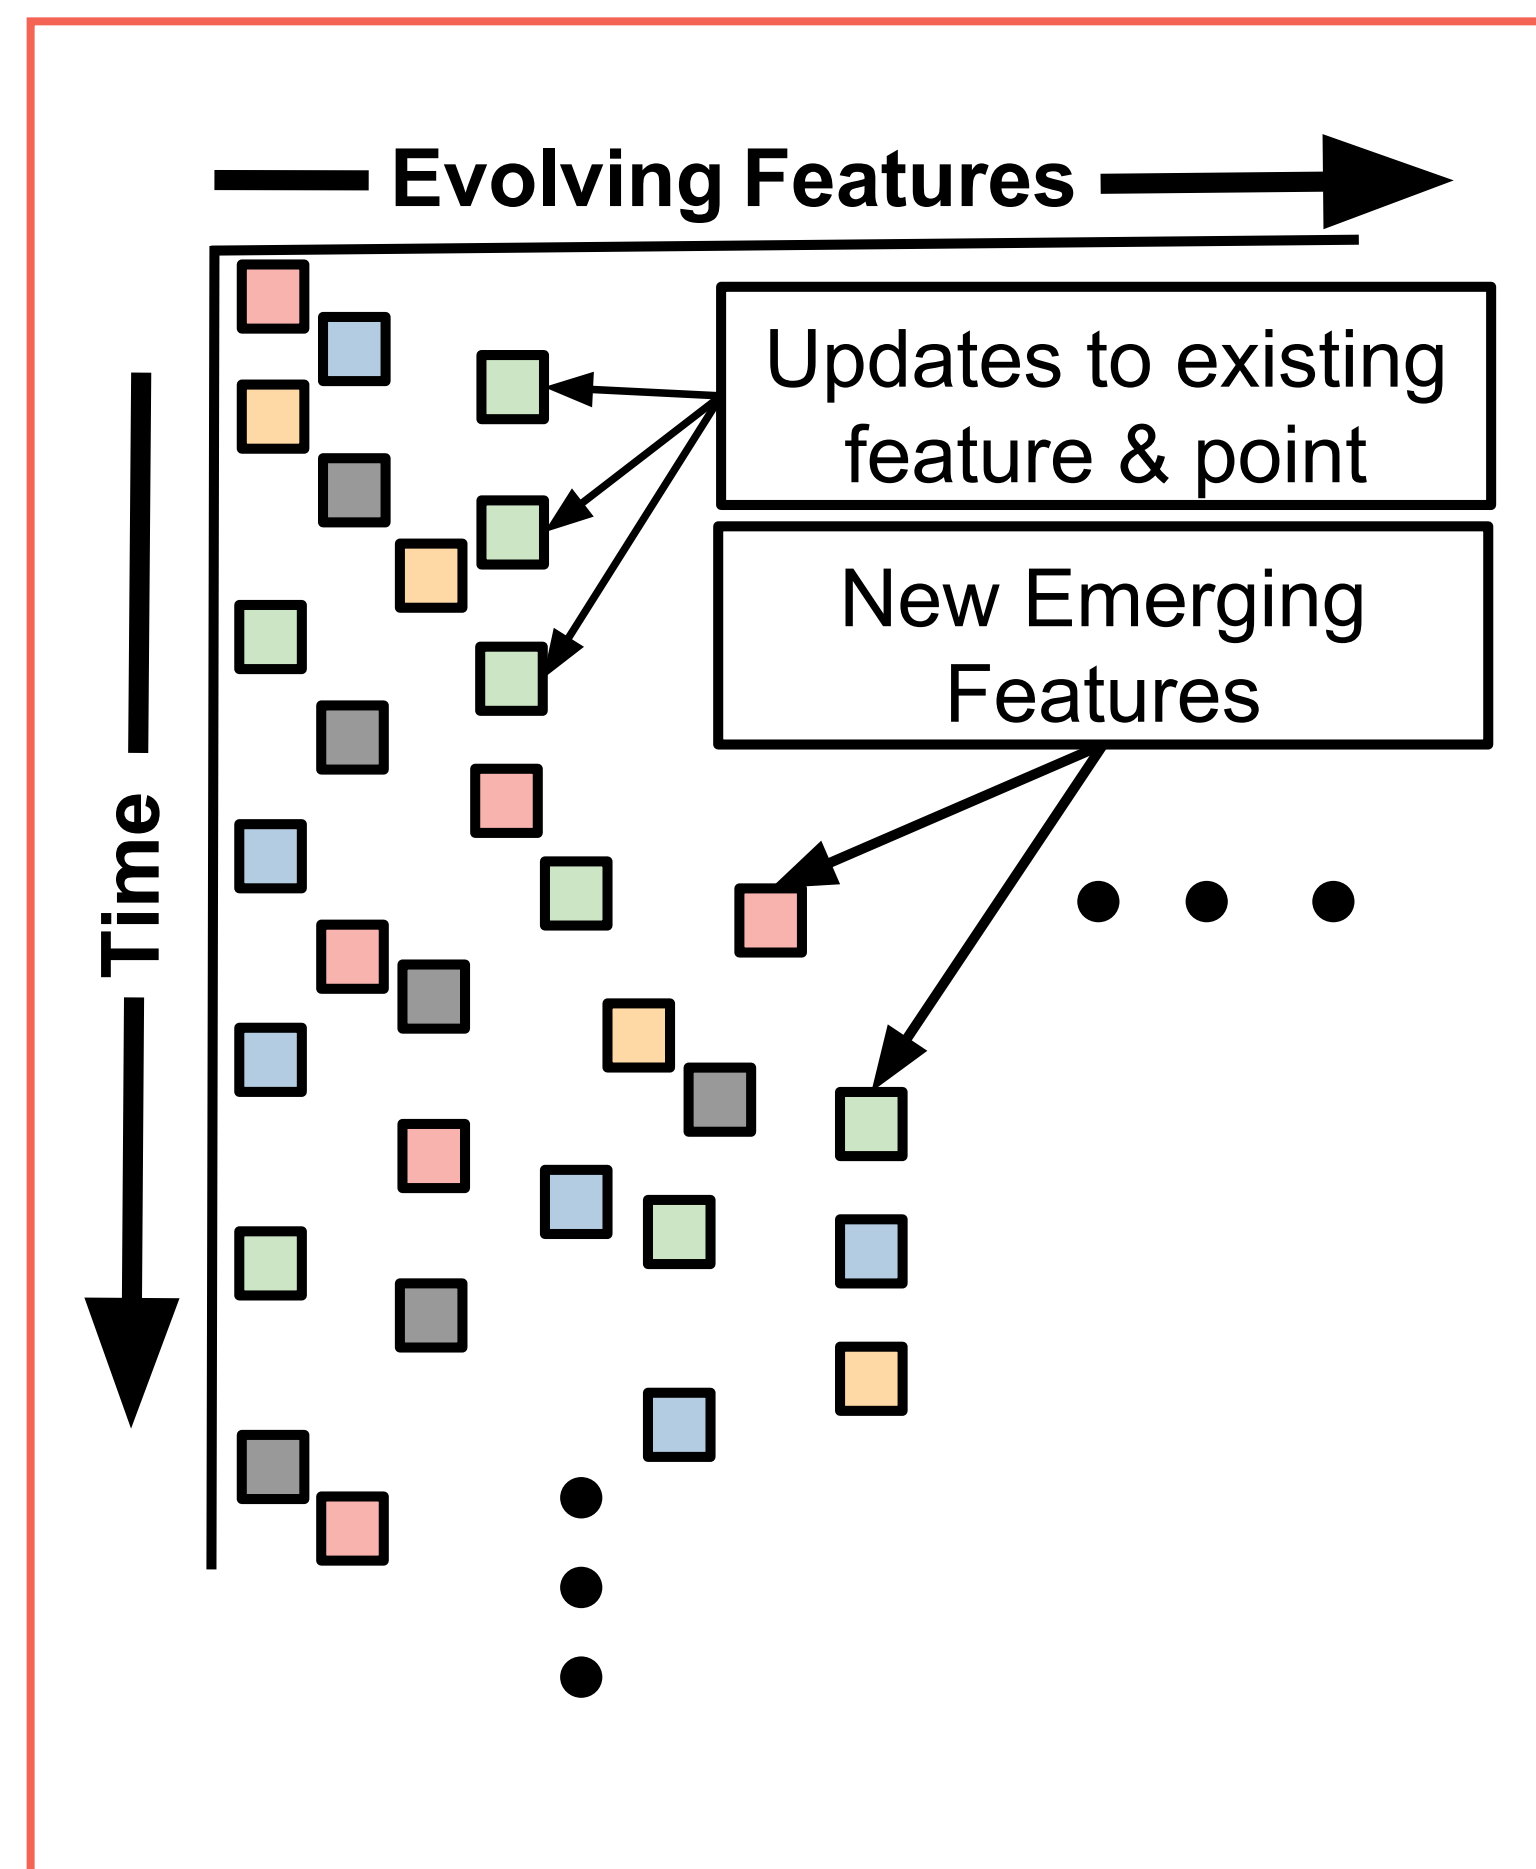 Evolving Features
Updates to existing
feature & point
New Emerging
Features
Time